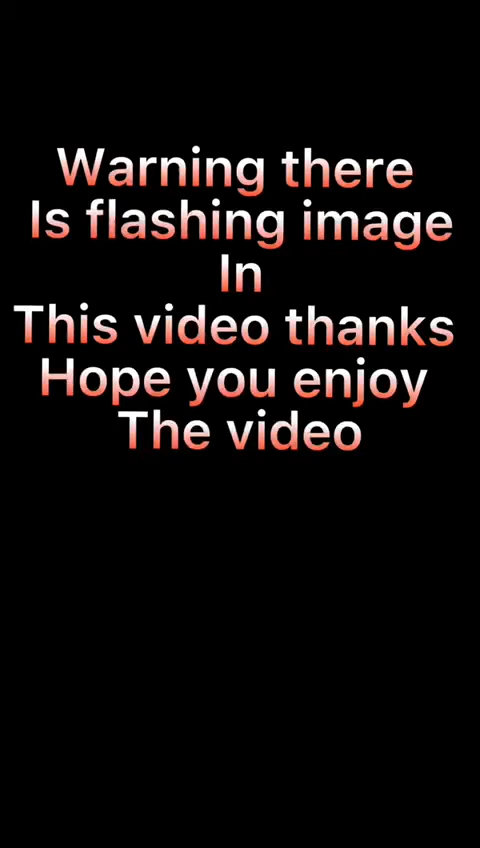 Warning there
Is flashing image
In
This video thanks
Hope you enjoy
The video